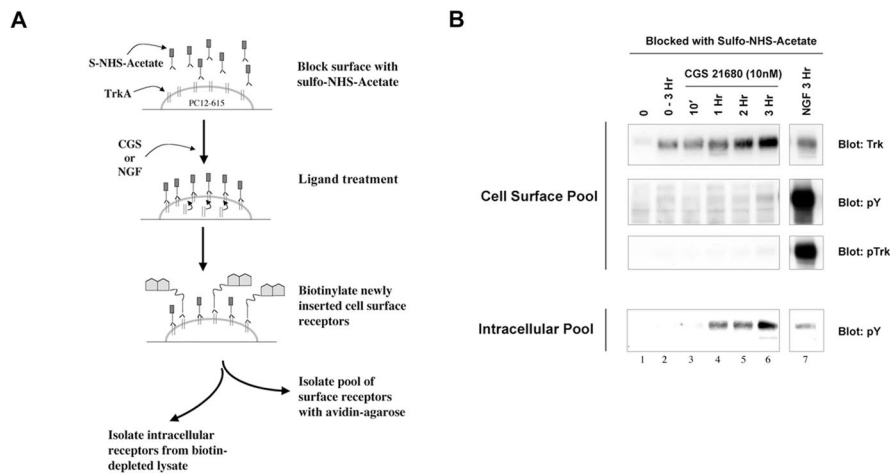 A
S-NHS-Acetate
TrkA
PC12-615
Block surface with
sulfo-NHS-Acetate
CGS
or
NGF
Ligand treatment
Biotinylate newly
inserted cell surface
receptors
Isolate pool of
surface receptors
with avidin-agarose
Isolate intracellular
receptors from biotin-
depleted lysate
B
Blocked with Sulfo-NHS-Acetate
CGS 21680 (10nM)
0
0 - 3 Hr
10'
1 Hr
2 Hr
3 Hr
NGF 3 Hr
Blot: Trk
Cell Surface Pool
Blot: pY
Blot: pTrk
Intracellular Pool
Blot: pY
1 2 3 4 5 6 7